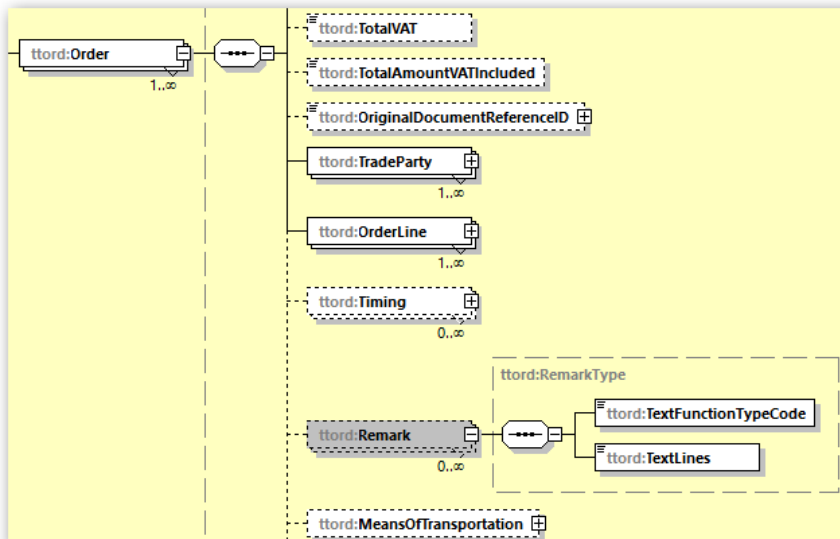 ttord:TotalVAT
ttord:Order
1..∞
ttord:TotalAmountVATIncluded
ttord:OriginalDocumentReferenceID
ttord:TradeParty
1..∞
ttord:OrderLine
1..∞
ttord:Timing
0..∞
ttord:RemarkType
ttord:TextFunctionTypeCode
ttord:Remark
0..∞
ttord:TextLines
ttord:MeansOfTransportation